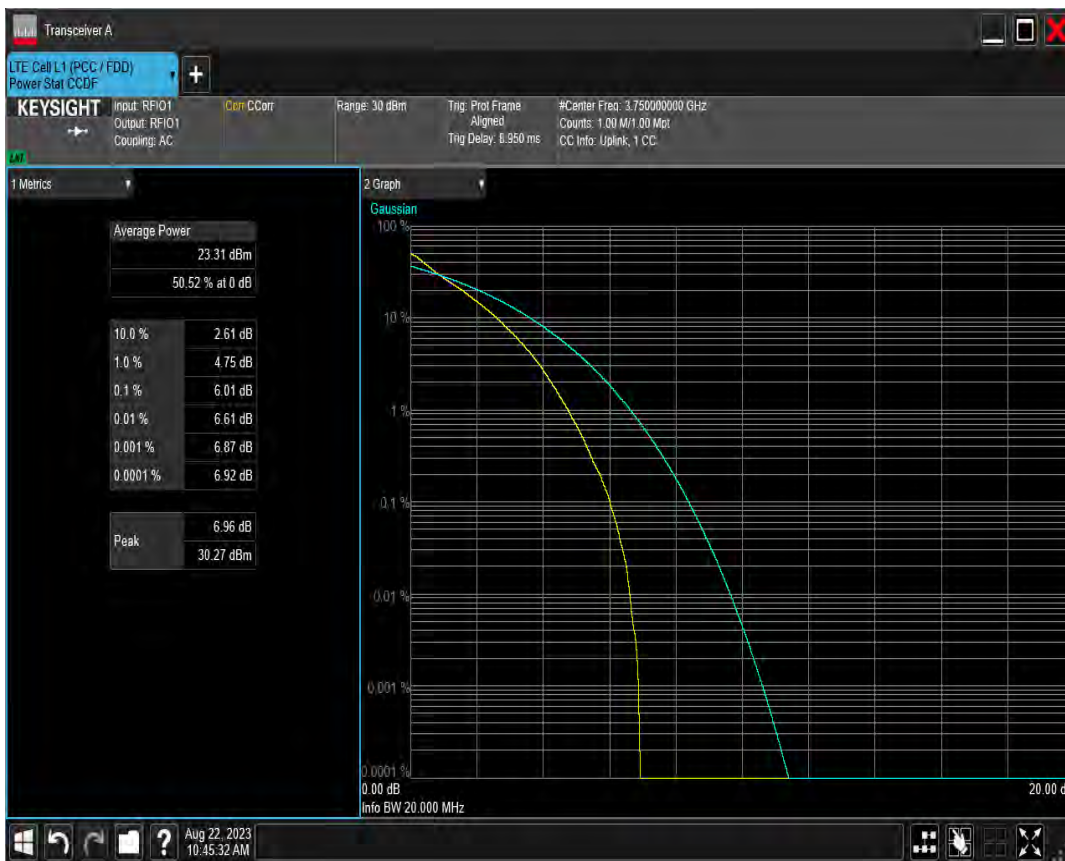 Transceiver A
LTE Cell L1 (PCC / FDD)
Power Stat CCDF
+
KEYSIGHT
Input: RFIO1
Output: RFIO1
Coupling: AC
Corr CCorr
Range: 30 dBm
Trig: Prot Frame
Aligned
Trig Delay: 8.950 ms
#Center Freq: 3.750000000 GHz
Counts: 1.00 M/1.00 Mpt
CC Info: Uplink, 1 CC
1 Metrics
Average Power
23.31 dBm
50.52 % at 0 dB
10.0 % 2.61 dB
1.0 % 4.75 dB
0.1 % 6.01 dB
0.01 % 6.61 dB
0.001 % 6.87 dB
0.0001 % 6.92 dB
Peak 6.96 dB
30.27 dBm
2 Graph
Gaussian
100 %
10 %
1 %
0.1 %
0.01 %
0.001 %
0.0001 %
0.00 dB 20.00 d
Info BW 20.000 MHz
?
Aug 22, 2023
10:45:32 AM